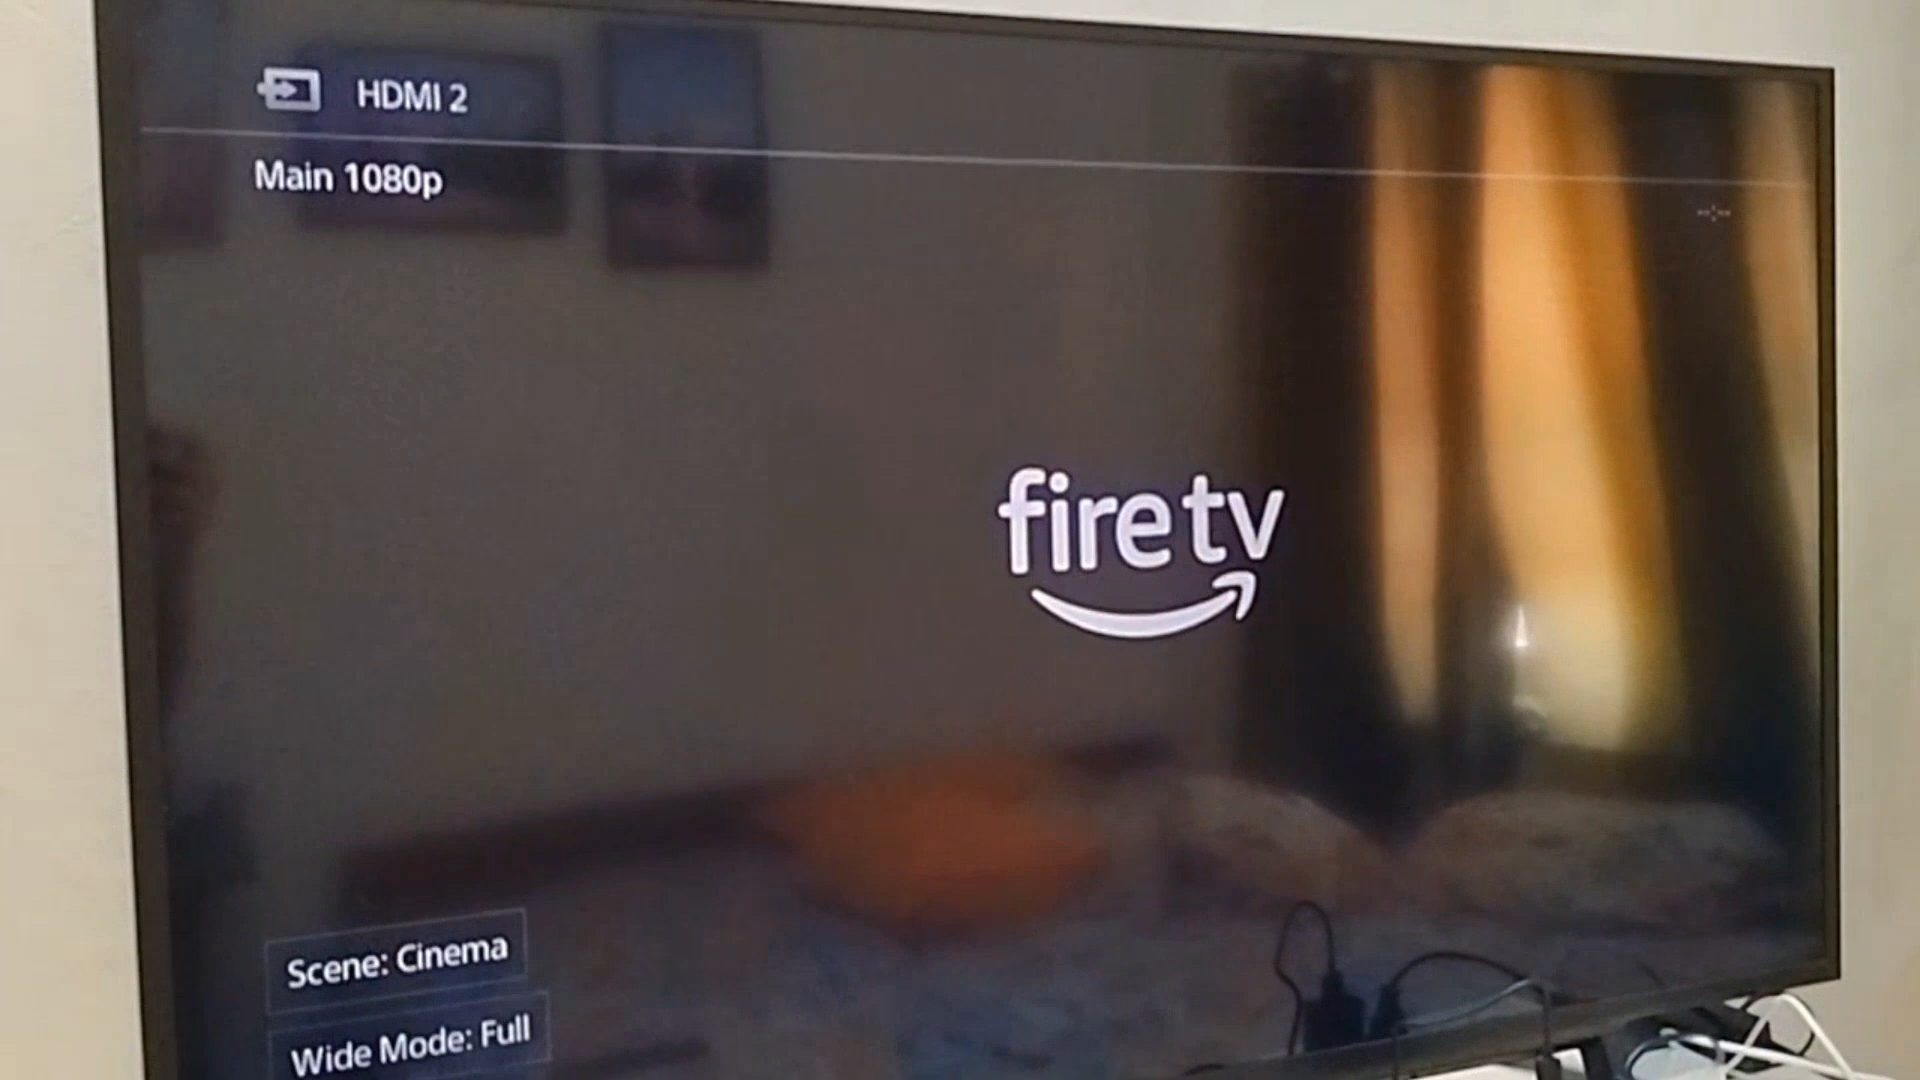 HDMI 2
Main 1080p
fire tv
Scene: Cinema
Wide Mode: Full